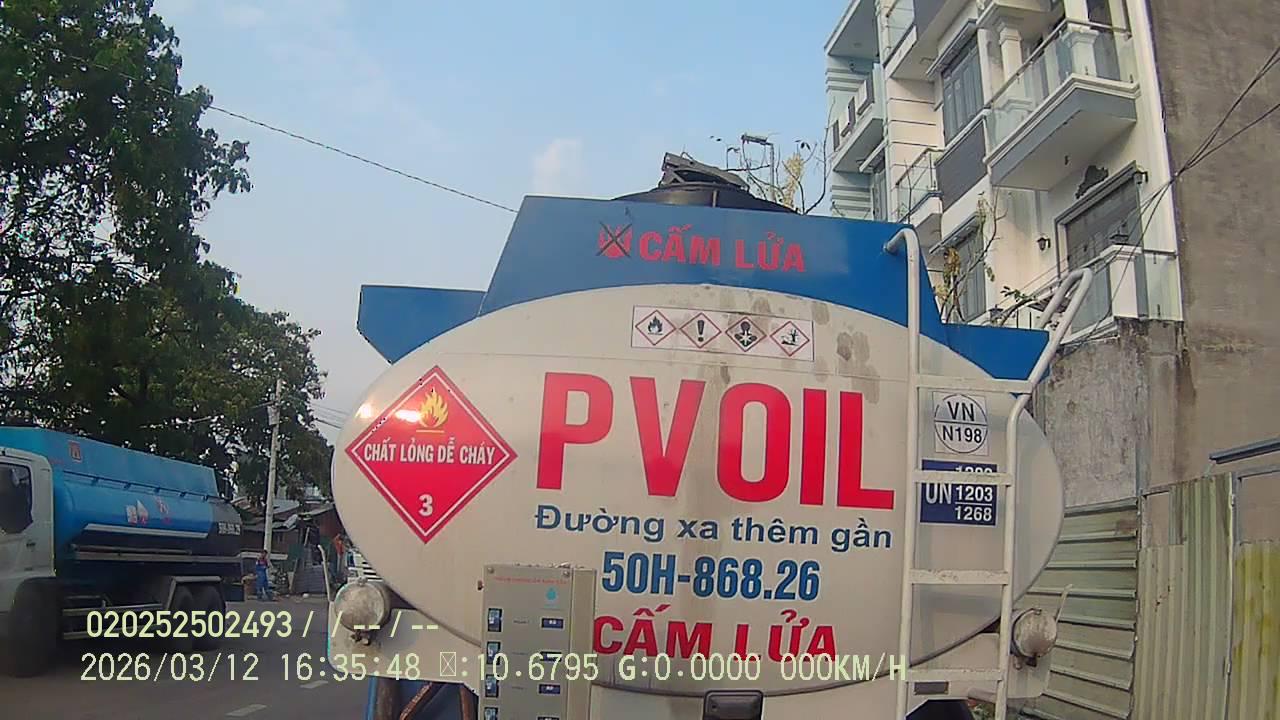 CẤM LỬA
PVOIL
CHẤT LỎNG DỄ CHÁY
3
VN
N198
UN 1203
1268
Đường xa thêm gần
50H-868.26
CẤM LỬA
020252502493 / / -- / --
2026/03/12 16:35:48 :10.6795 G:0.0000 000KM/H